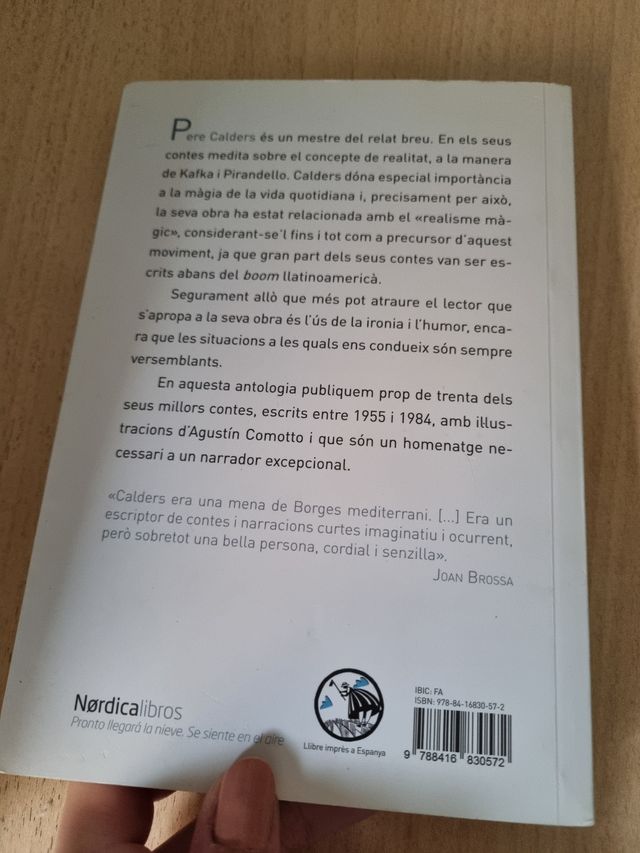 Pere Calders és un mestre del relat breu. En els seus
contes medita sobre el concepte de realitat, a la manera
de Kafka i Pirandello. Calders dóna especial importància
a la màgia de la vida quotidiana i, precisament per això,
la seva obra ha estat relacionada amb el «realisme mà-
gic», considerant-se'l fins i tot com a precursor d'aquest
moviment, ja que gran part dels seus contes van ser es-
crits abans del boom llatinoamericà.
Segurament allò que més pot atraure el lector que
s'apropa a la seva obra és l'ús de la ironia i l'humor, enca-
ra que les situacions a les quals ens condueix són sempre
versemblants.
En aquesta antologia publiquem prop de trenta dels
seus millors contes, escrits entre 1955 i 1984, amb il·lus-
tracions d'Agustín Comotto i que són un homenatge ne-
cessari a un narrador excepcional.
«Calders era una mena de Borges mediterrani. [...] Era un
escriptor de contes i narracions curtes imaginatiu i ocurrent,
però sobretot una bella persona, cordial i senzilla».
Joan Brossa
Nørdicalibros
Pronto llegará la nieve. Se siente en el aire
Llibre imprès a Espanya
IBIC: FA
ISBN: 978-84-16830-57-2
9 788416 830572